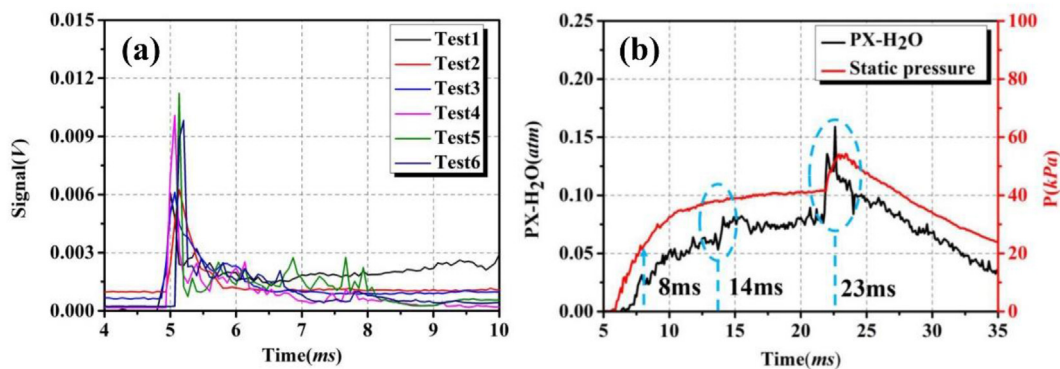 (a)
Signal(V)
0.015
0.012
0.009
0.006
0.003
0.000
Test1
Test2
Test3
Test4
Test5
Test6
4 5 6 7 8 9 10
Time(ms)
(b)
PX-H2O(atm)
0.25
0.20
0.15
0.10
0.05
0.00
PX-H2O
Static pressure
8ms
14ms
23ms
100
80
60
40
20
0
P(kPa)
5 10 15 20 25 30 35
Time(ms)